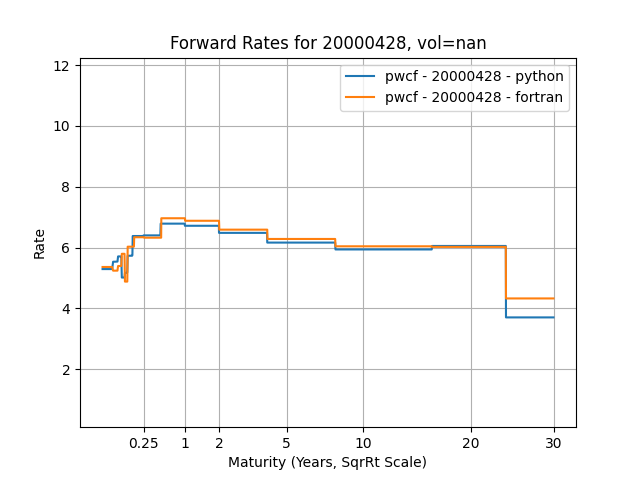 Forward Rates for 20000428, vol=nan
pwcf - 20000428 - python
pwcf - 20000428 - fortran
12
10
8
6
4
2
Rate
0.25 1 2 5 10 20 30
Maturity (Years, SqrRt Scale)